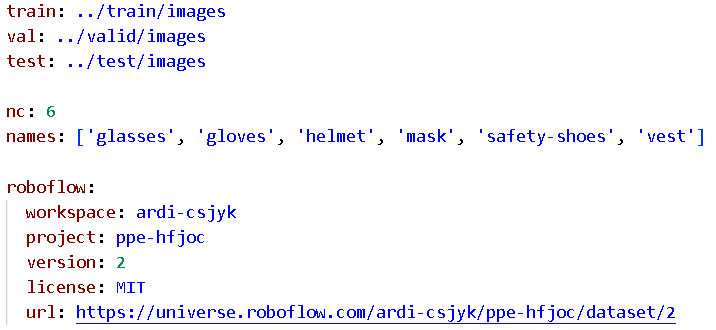 train: ../train/images
val: ../valid/images
test: ../test/images
nc: 6
names: ['glasses', 'gloves', 'helmet', 'mask', 'safety-shoes', 'vest']
roboflow:
workspace: ardi-csjyk
project: ppe-hfjoc
version: 2
license: MIT
url: https://universe.roboflow.com/ardi-csjyk/ppe-hfjoc/dataset/2